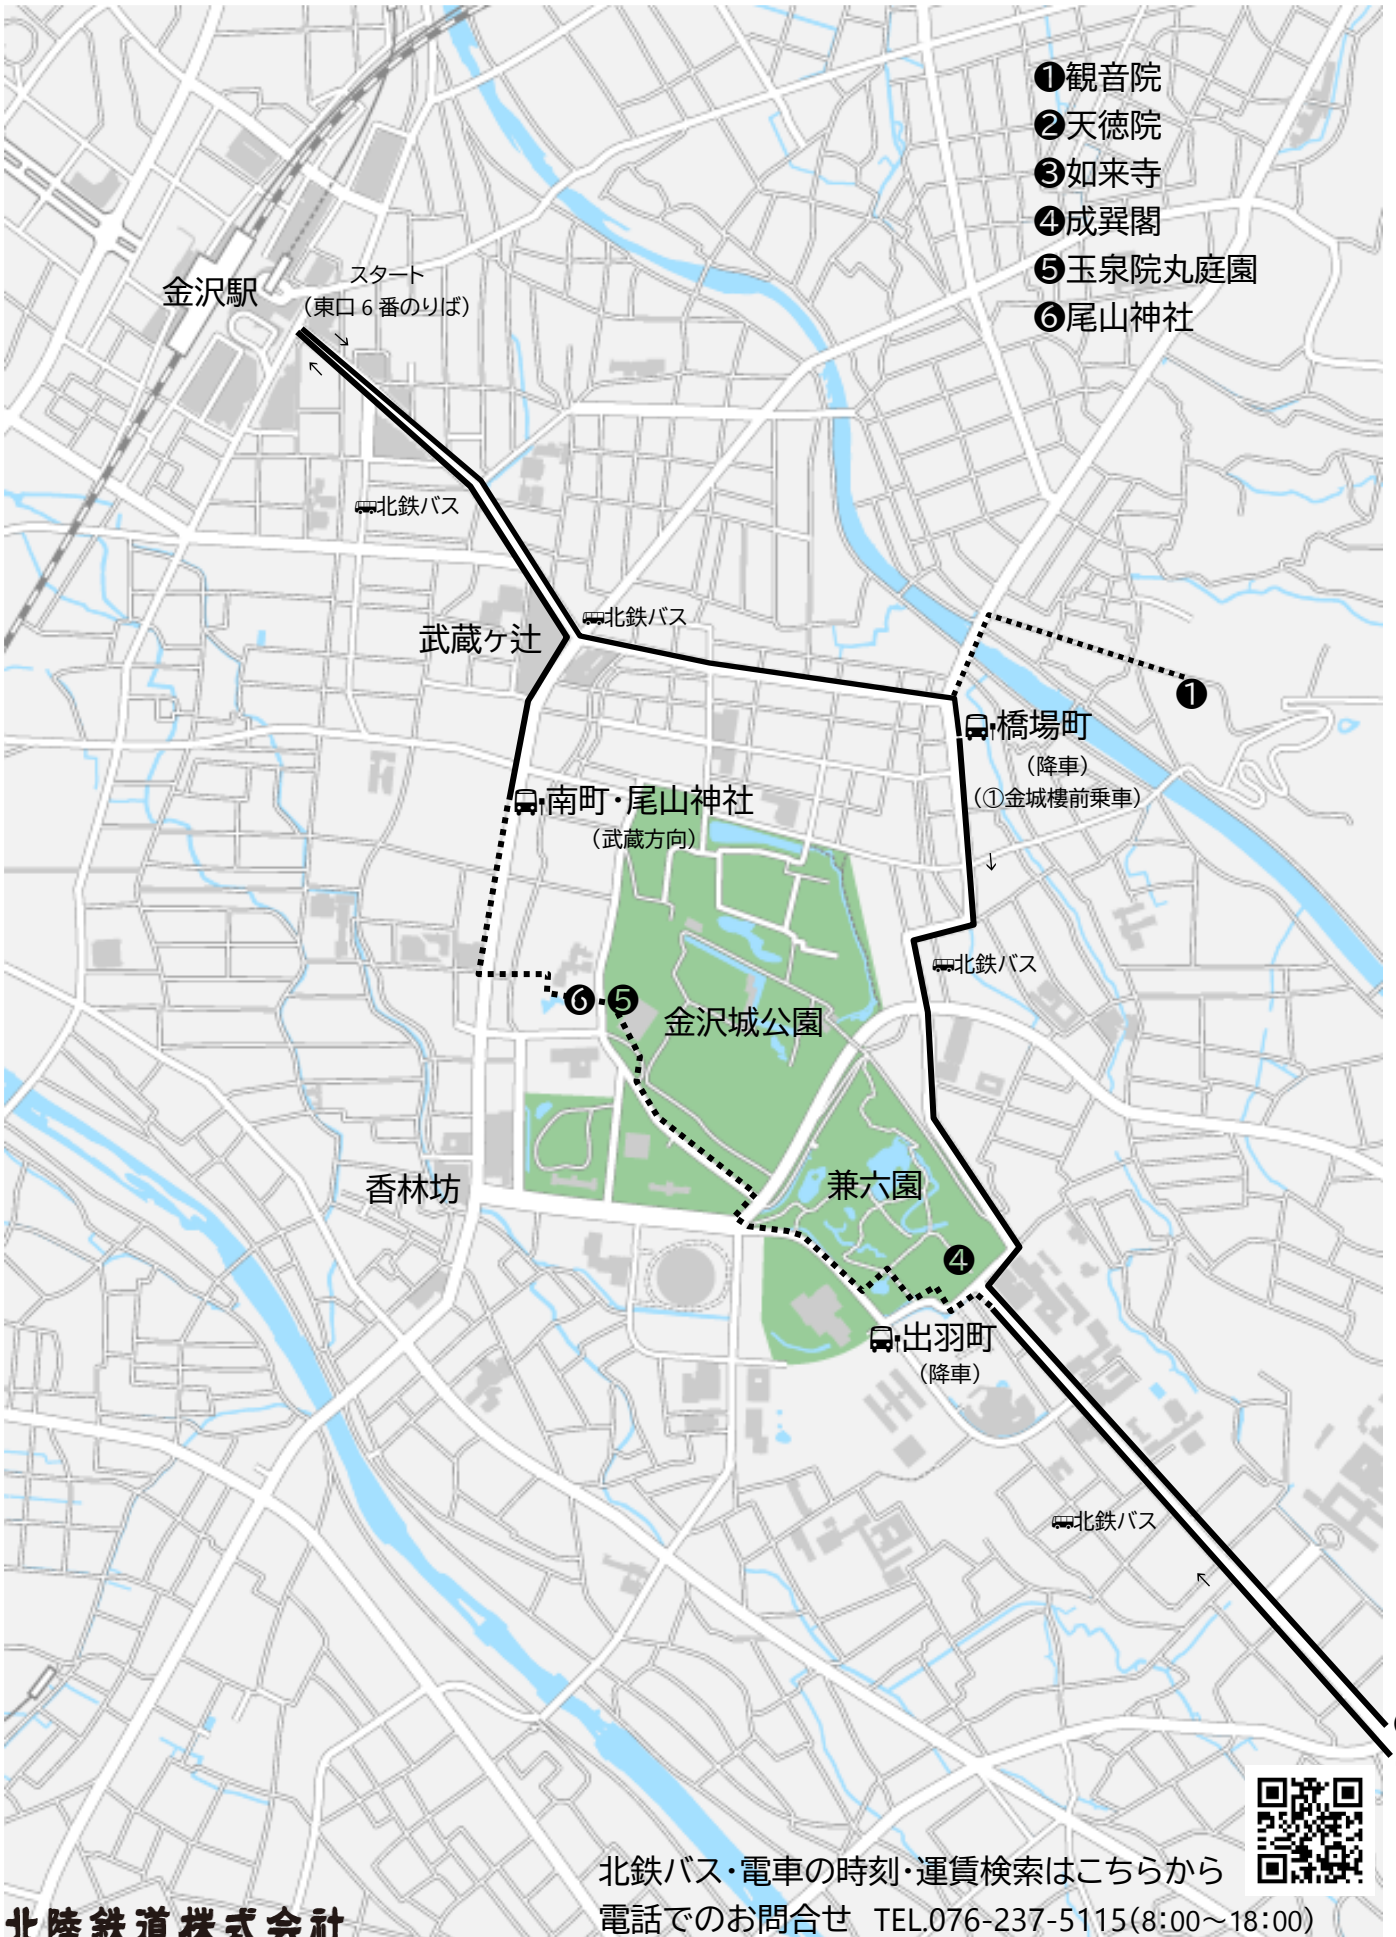 ❶観音院
❷天徳院
❸如来寺
❹成巽閣
❺玉泉院丸庭園
❻尾山神社
金沢駅
スタート
（東口６番のりば）
↘
↖
北鉄バス
北鉄バス
武蔵ヶ辻
❶
橋場町
（降車）
（①金城樓前乗車）
南町・尾山神社
（武蔵方向）
↓
北鉄バス
❻
❺
金沢城公園
香林坊
兼六園
❹
出羽町
（降車）
北鉄バス
↖
北鉄バス・電車の時刻・運賃検索はこちらから
電話でのお問合せ TEL.076-237-5115(8:00～18:00)
北陸鉄道株式会社